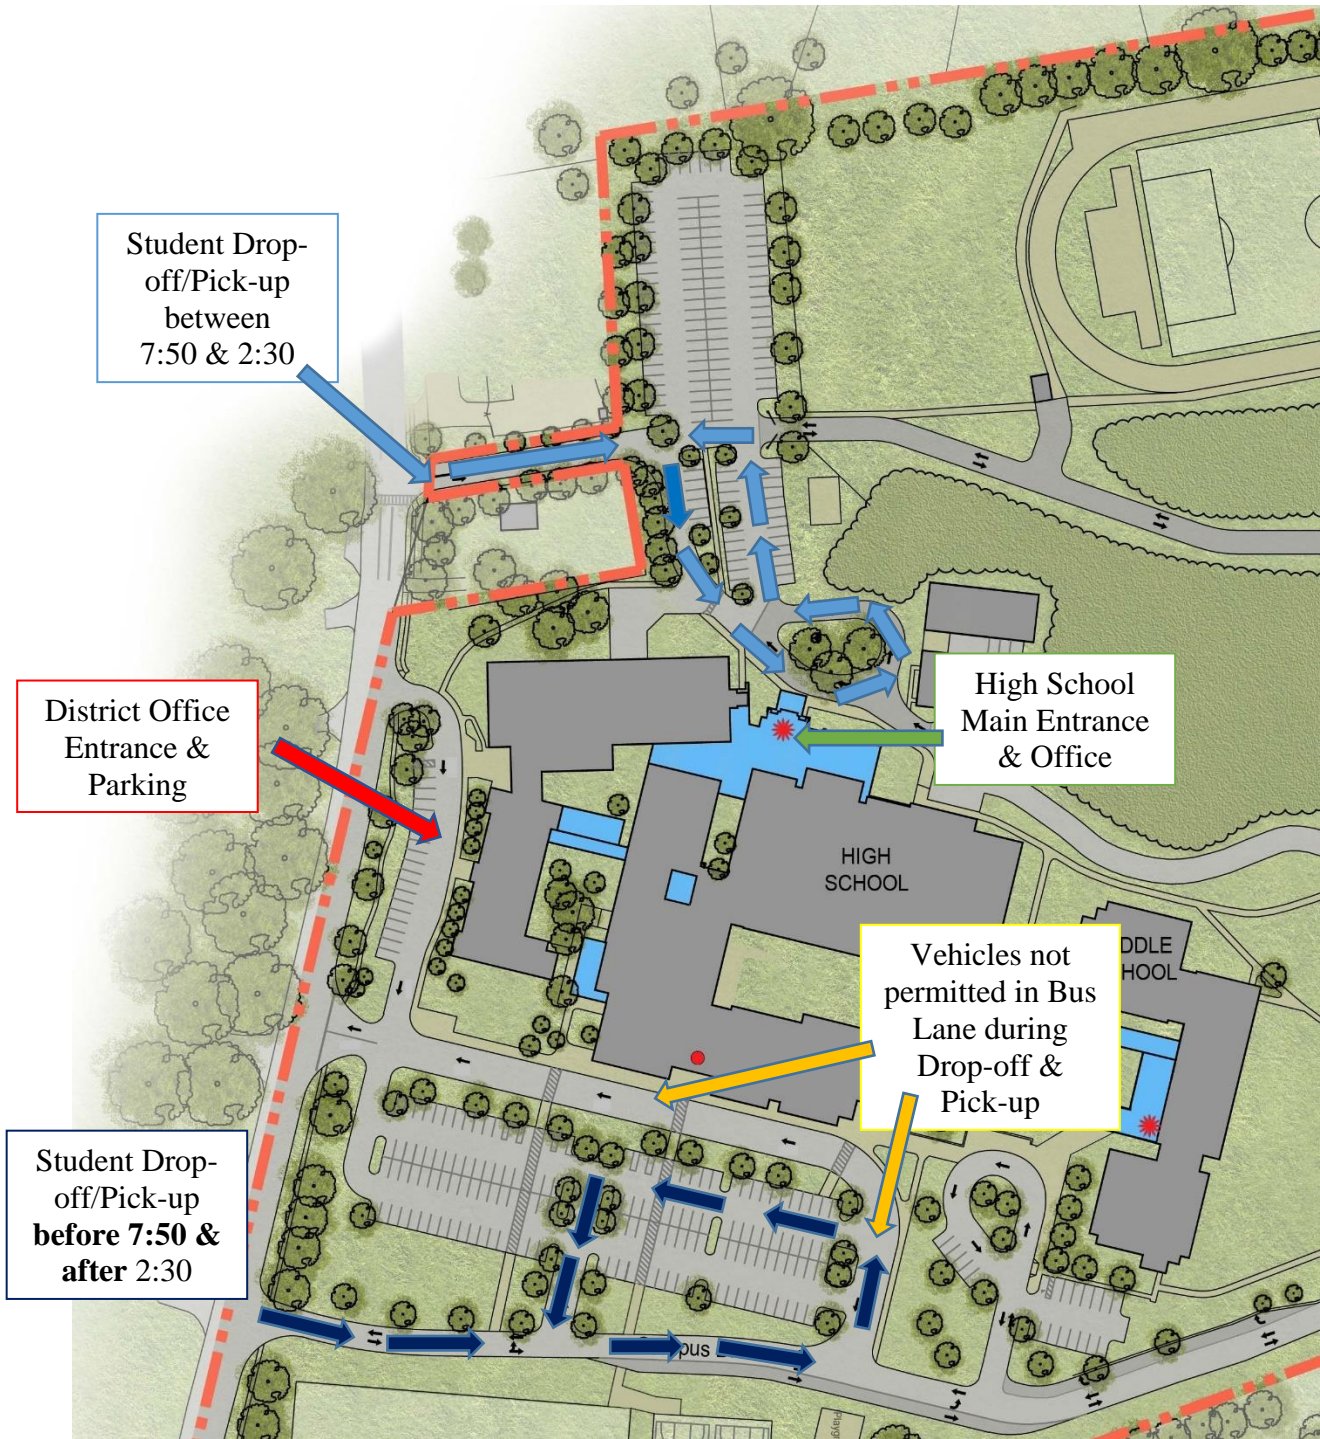 Student Drop-
off/Pick-up
between
7:50 & 2:30
District Office
Entrance &
Parking
High School
Main Entrance
& Office
HIGH
SCHOOL
Vehicles not
permitted in Bus
Lane during
Drop-off &
Pick-up
DDLE
HOOL
Student Drop-
off/Pick-up
before 7:50 &
after 2:30
pus